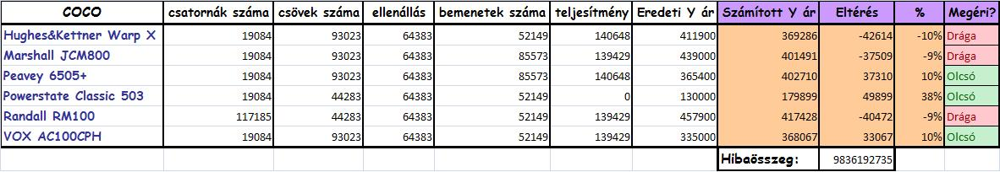 COCO csatornák száma csövek száma ellenállás bemenetek száma teljesítmény Eredeti Y ár Számított Y ár Eltérés % Megéri?
Hughes&Kettner Warp X 19084 93023 64383 52149 140648 411900 369286 -42614 -10% Drága
Marshall JCM800 19084 93023 64383 85573 139429 439000 401491 -37509 -9% Drága
Peavey 6505+ 19084 93023 64383 85573 140648 365400 402710 37310 10% Olcsó
Powerstate Classic 503 19084 44283 64383 52149 0 130000 179899 49899 38% Olcsó
Randall RM100 117185 44283 64383 52149 139429 457900 417428 -40472 -9% Drága
VOX AC100CPH 19084 93023 64383 52149 139429 335000 368067 33067 10% Olcsó
Hibaösszeg: 9836192735